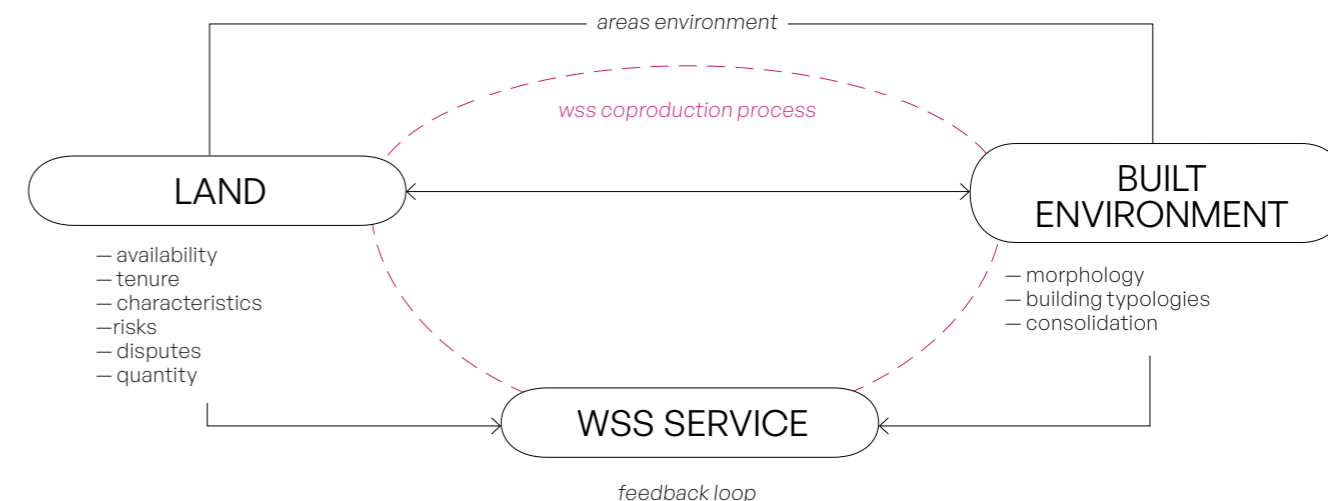 areas environment
wss coproduction process
LAND
BUILT
ENVIRONMENT
— availability
— tenure
— characteristics
—risks
— disputes
— quantity
— morphology
— building typologies
— consolidation
WSS SERVICE
feedback loop